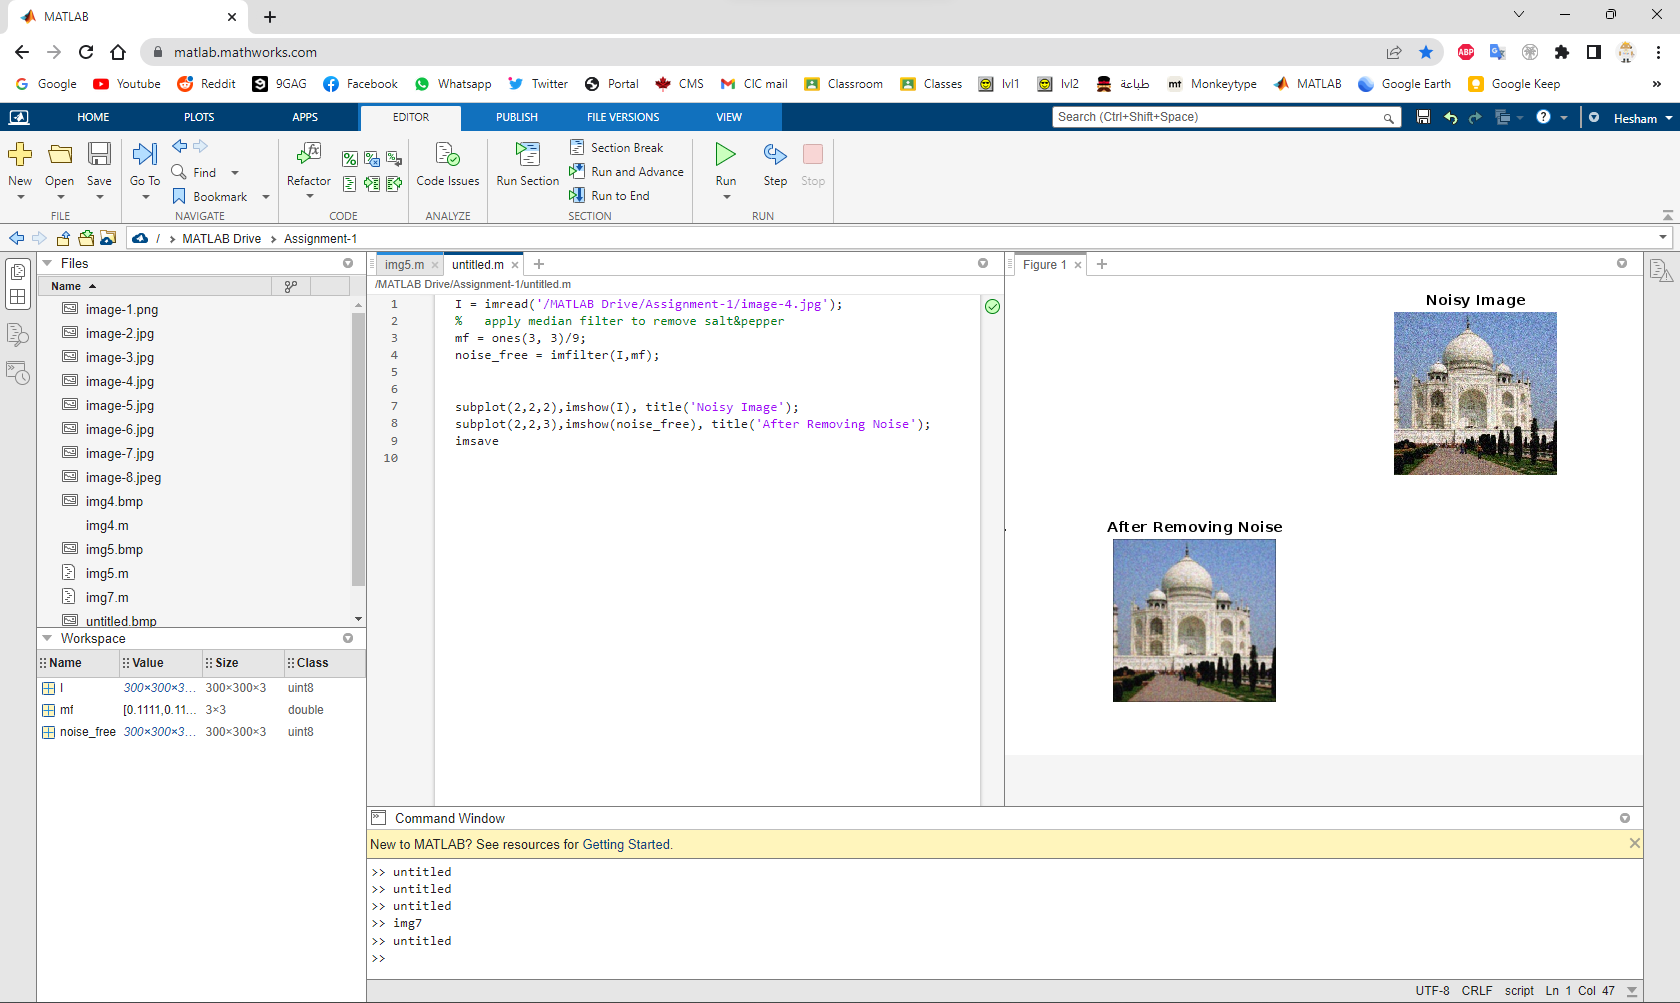 MATLAB
matlab.mathworks.com
ABP
Google Youtube Reddit 9GAG Facebook Whatsapp Twitter Portal CMS CIC mail Classroom Classes lvl1 lvl2 طباعة mt Monkeytype MATLAB Google Earth Google Keep »
HOME PLOTS APPS EDITOR PUBLISH FILE VERSIONS VIEW Search (Ctrl+Shift+Space) Hesham
New Open Save Go To Find Bookmark Refactor Code Issues Run Section Section Break Run and Advance Run to End Run Step Stop
FILE NAVIGATE CODE ANALYZE SECTION RUN
/ › MATLAB Drive › Assignment-1
Files
Name
image-1.png
image-2.jpg
image-3.jpg
image-4.jpg
image-5.jpg
image-6.jpg
image-7.jpg
image-8.jpeg
img4.bmp
img4.m
img5.bmp
img5.m
img7.m
untitled.bmp
Workspace
Name Value Size Class
I 300×300×3... 300×300×3 uint8
mf [0.1111,0.11... 3×3 double
noise_free 300×300×3... 300×300×3 uint8
img5.m × untitled.m × +
/MATLAB Drive/Assignment-1/untitled.m
1 I = imread('/MATLAB Drive/Assignment-1/image-4.jpg');
2 % apply median filter to remove salt&pepper
3 mf = ones(3, 3)/9;
4 noise_free = imfilter(I,mf);
5
6
7 subplot(2,2,2),imshow(I), title('Noisy Image');
8 subplot(2,2,3),imshow(noise_free), title('After Removing Noise');
9 imsave
10
Figure 1 × +
Noisy Image
After Removing Noise
Command Window
New to MATLAB? See resources for Getting Started.
>> untitled
>> untitled
>> untitled
>> img7
>> untitled
>>
UTF-8 CRLF script Ln 1 Col 47